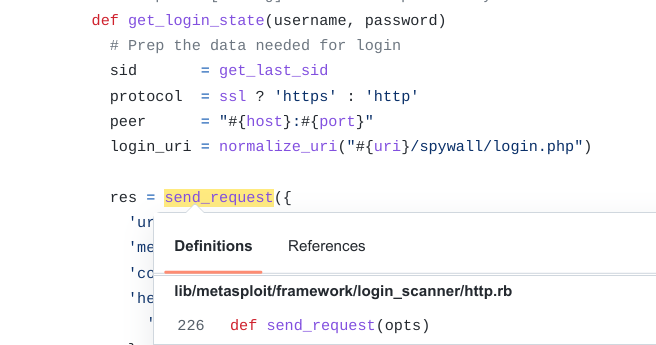 def get_login_state(username, password)
# Prep the data needed for login
sid       = get_last_sid
protocol  = ssl ? 'https' : 'http'
peer      = "#{host}:#{port}"
login_uri = normalize_uri("#{uri}/spywall/login.php")
res = send_request({
'ur
'me
'co
'he
'
Definitions References
lib/metasploit/framework/login_scanner/http.rb
226 def send_request(opts)